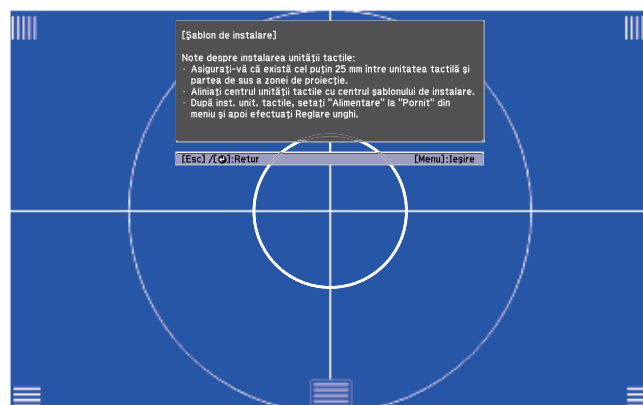 [Şablon de instalare]
Note despre instalarea unităţii tactile:
· Asiguraţi-vă că există cel puţin 25 mm între unitatea tactilă şi
partea de sus a zonei de proiecţie.
· Aliniaţi centrul unităţii tactile cu centrul şablonului de instalare.
· După inst. unit. tactile, setaţi "Alimentare" la "Pornit" din
meniu şi apoi efectuaţi Reglare unghi.
[Esc] /[↵]:Retur [Menu]:Ieşire